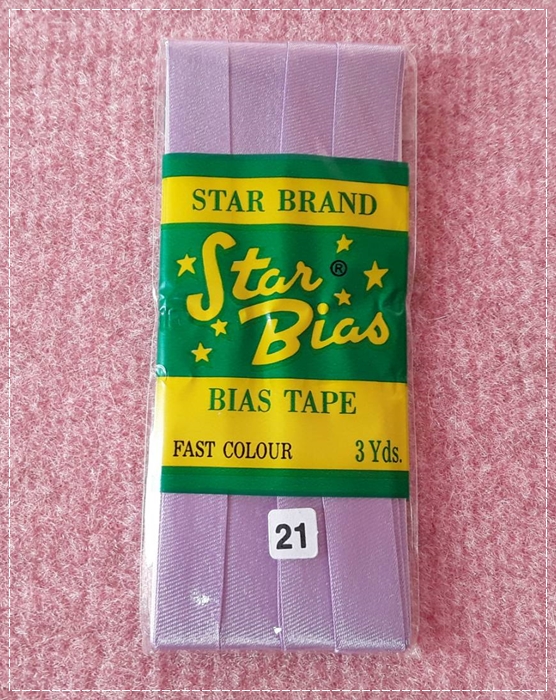 STAR BRAND
Star ®
Bias
BIAS TAPE
FAST COLOUR 3 Yds.
21